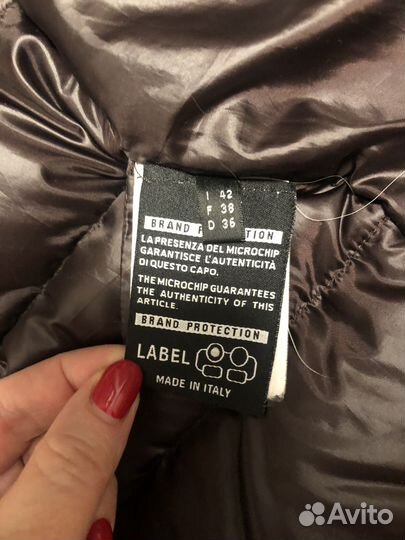 I 42
F 38
D 36
BRAND PROTECTION
LA PRESENZA DEL MICROCHIP
GARANTISCE L'AUTENTICITÀ
DI QUESTO CAPO.
THE MICROCHIP GUARANTEES
THE AUTHENTICITY OF THIS
ARTICLE.
BRAND PROTECTION
LABEL
MADE IN ITALY
Avito